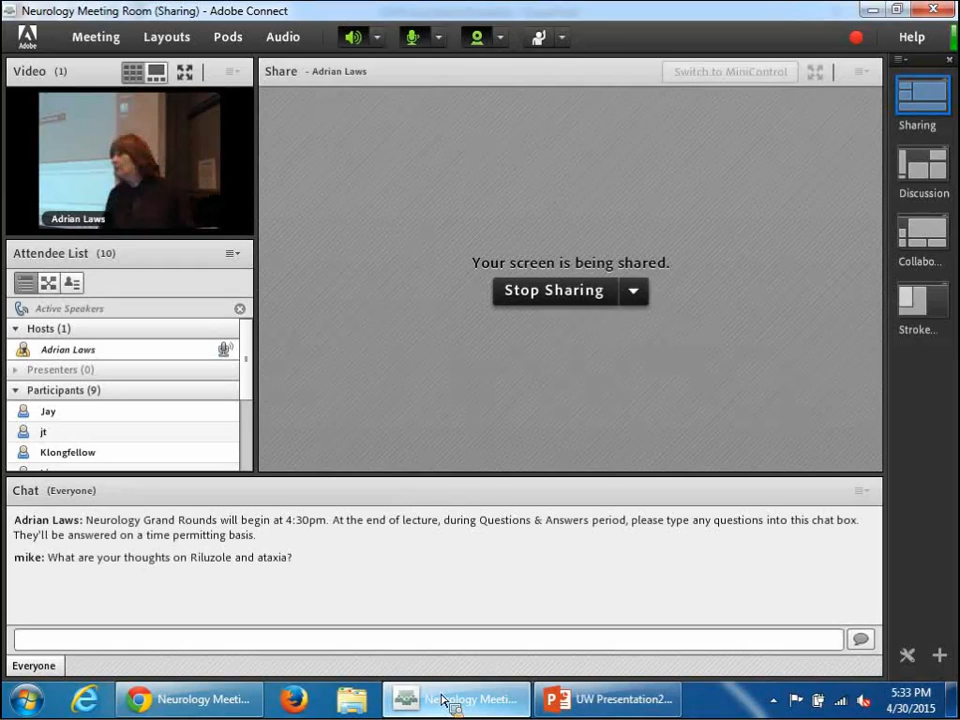 Neurology Meeting Room (Sharing) - Adobe Connect
Adobe
Meeting
Layouts
Pods
Audio
Help
Video (1)
Adrian Laws
Share - Adrian Laws
Switch to MiniControl
Your screen is being shared.
Stop Sharing
Sharing
Discussion
Collabo...
Stroke...
Attendee List (10)
Active Speakers
Hosts (1)
Adrian Laws
Presenters (0)
Participants (9)
Jay
jt
Klongfellow
Chat (Everyone)
Adrian Laws: Neurology Grand Rounds will begin at 4:30pm. At the end of lecture, during Questions & Answers period, please type any questions into this chat box.
They'll be answered on a time permitting basis.
mike: What are your thoughts on Riluzole and ataxia?
Everyone
Neurology Meeti...
Neurology Meeti...
UW Presentation2...
5:33 PM
4/30/2015